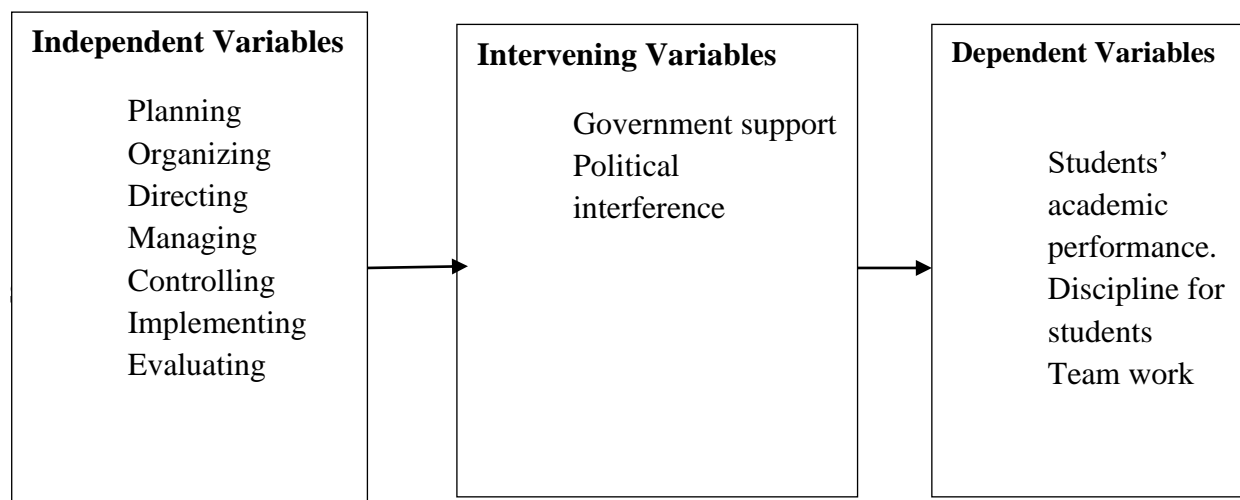 Independent Variables
Planning
Organizing
Directing
Managing
Controlling
Implementing
Evaluating
Intervening Variables
Government support
Political
interference
Dependent Variables
Students’
academic
performance.
Discipline for
students
Team work